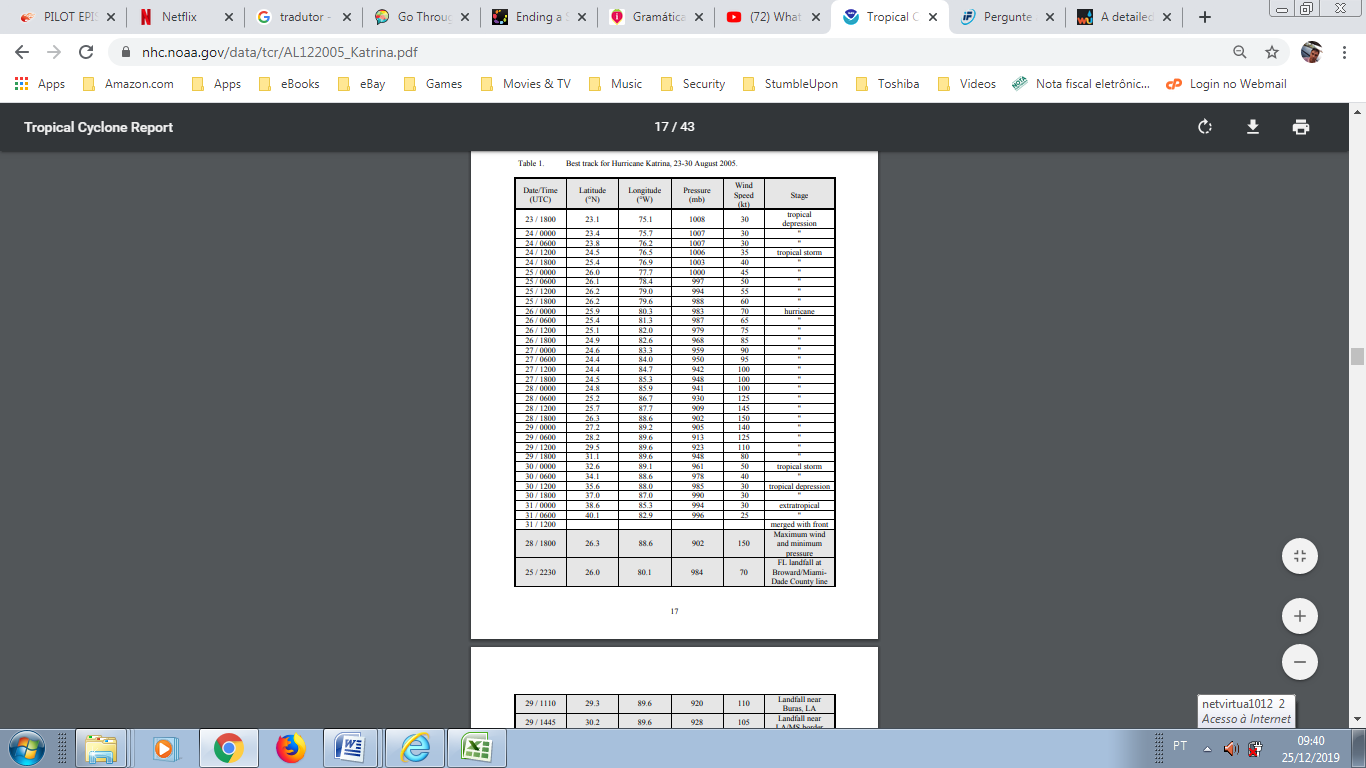 PILOT EPIS
Netflix
tradutor -
Go Throug
Ending a S
Gramática
(72) What
Tropical C
Pergunte
A detailed
nhc.noaa.gov/data/tcr/AL122005_Katrina.pdf
Apps Amazon.com Apps eBooks eBay Games Movies & TV Music Security StumbleUpon Toshiba Videos Nota fiscal eletrônic... Login no Webmail
Tropical Cyclone Report 17 / 43
Table 1. Best track for Hurricane Katrina, 23-30 August 2005.
Date/Time (UTC) Latitude (°N) Longitude (°W) Pressure (mb) Wind Speed (kt) Stage
23 / 1800 23.1 75.1 1008 30 tropical depression
24 / 0000 23.4 75.7 1007 30 "
24 / 0600 23.8 76.2 1007 30 "
24 / 1200 24.5 76.5 1006 35 tropical storm
24 / 1800 25.4 76.9 1003 40 "
25 / 0000 26.0 77.7 1000 45 "
25 / 0600 26.1 78.4 997 50 "
25 / 1200 26.2 79.0 994 55 "
25 / 1800 26.2 79.6 988 60 "
26 / 0000 25.9 80.3 983 70 hurricane
26 / 0600 25.4 81.3 987 65 "
26 / 1200 25.1 82.0 979 75 "
26 / 1800 24.9 82.6 968 85 "
27 / 0000 24.6 83.3 959 90 "
27 / 0600 24.4 84.0 950 95 "
27 / 1200 24.4 84.7 942 100 "
27 / 1800 24.5 85.3 948 100 "
28 / 0000 24.8 85.9 941 100 "
28 / 0600 25.2 86.7 930 125 "
28 / 1200 25.7 87.7 909 145 "
28 / 1800 26.3 88.6 902 150 "
29 / 0000 27.2 89.2 905 140 "
29 / 0600 28.2 89.6 913 125 "
29 / 1200 29.5 89.6 923 110 "
29 / 1800 31.1 89.6 948 80 "
30 / 0000 32.6 89.1 961 50 tropical storm
30 / 0600 34.1 88.6 978 40 "
30 / 1200 35.6 88.0 985 30 tropical depression
30 / 1800 37.0 87.0 990 30 "
31 / 0000 38.6 85.3 994 30 extratropical
31 / 0600 40.1 82.9 996 25 "
31 / 1200 merged with front
28 / 1800 26.3 88.6 902 150 Maximum wind and minimum pressure
25 / 2230 26.0 80.1 984 70 FL landfall at Broward/Miami-Dade County line
17
29 / 1110 29.3 89.6 920 110 Landfall near Buras, LA
29 / 1445 30.2 89.6 928 105 Landfall near LA/MS border
netvirtua1012 2
Acesso à Internet
PT
09:40
25/12/2019